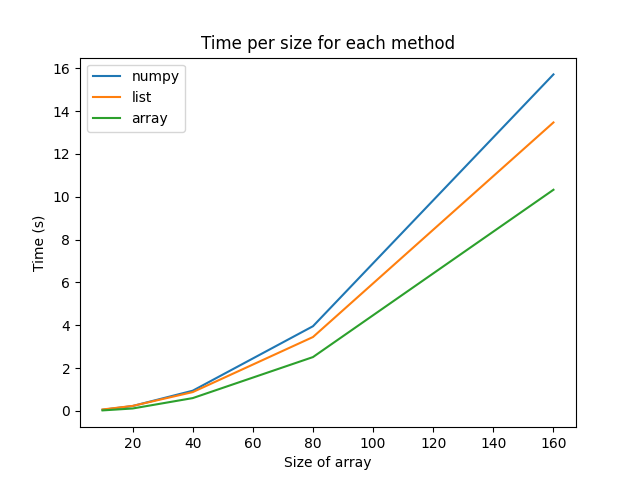 Time per size for each method
numpy
list
array
16
14
12
10
8
6
4
2
0
Time (s)
20 40 60 80 100 120 140 160
Size of array